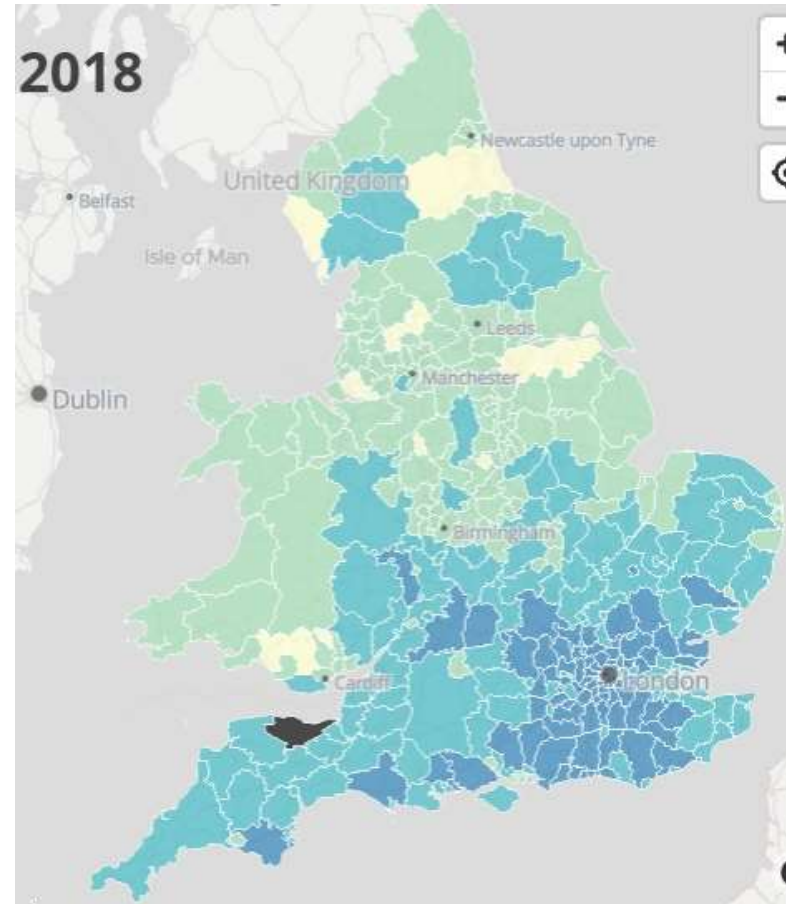 2018
+
Newcastle upon Tyne
United Kingdom
Belfast
Isle of Man
Leeds
Manchester
Dublin
Birmingham
Cardiff
London